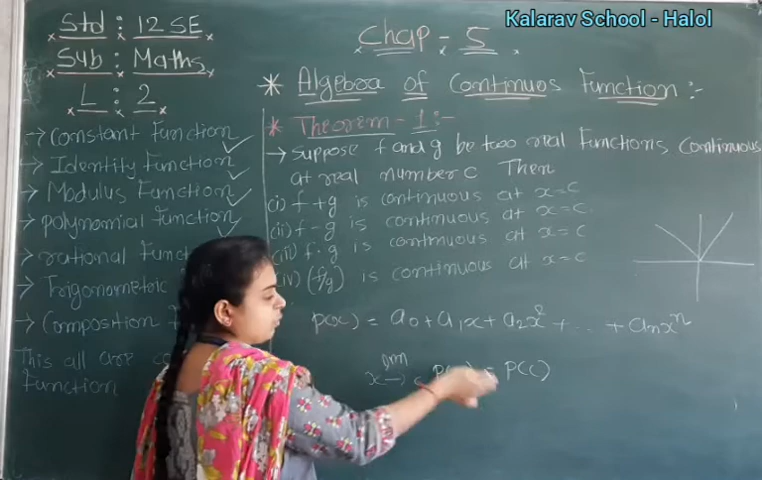 Kalarav School - Halol
Std : 12 SE
Sub : Maths
L : 2
Chap - 5
* Algebra of Continuos Function :-
* Theorem - 1 :-
→ Suppose f and g be two real Functions, Continuous
at real number c Then
(i) f + g is continuous at x = c
(ii) f - g is continuous at x = c
(iii) f · g is continuous at x = c
(iv) (f/g) is continuous at x = c
→ Constant Function ✓
→ Identity Function ✓
→ Modulus Function ✓
→ Polynomial Function ✓
→ rational
→ Trigonometric
→ Composition
This all are
function
p(x) = a₀ + a₁x + a₂x² + ... + aₙxⁿ
lim
x → c = P(c)